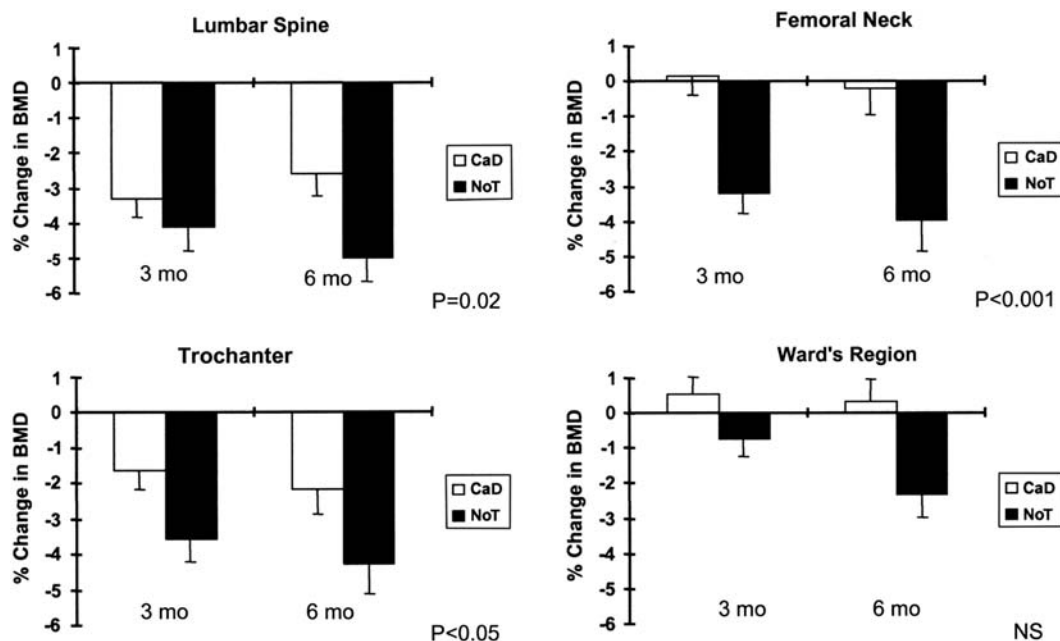 Lumbar Spine
% Change in BMD
1
0
-1
-2
-3
-4
-5
-6
3 mo
6 mo
CaD
NoT
P=0.02
Femoral Neck
% Change in BMD
1
0
-1
-2
-3
-4
-5
-6
3 mo
6 mo
CaD
NoT
P<0.001
Trochanter
% Change in BMD
1
0
-1
-2
-3
-4
-5
-6
3 mo
6 mo
CaD
NoT
P<0.05
Ward's Region
% Change in BMD
1
0
-1
-2
-3
-4
-5
-6
3 mo
6 mo
CaD
NoT
NS